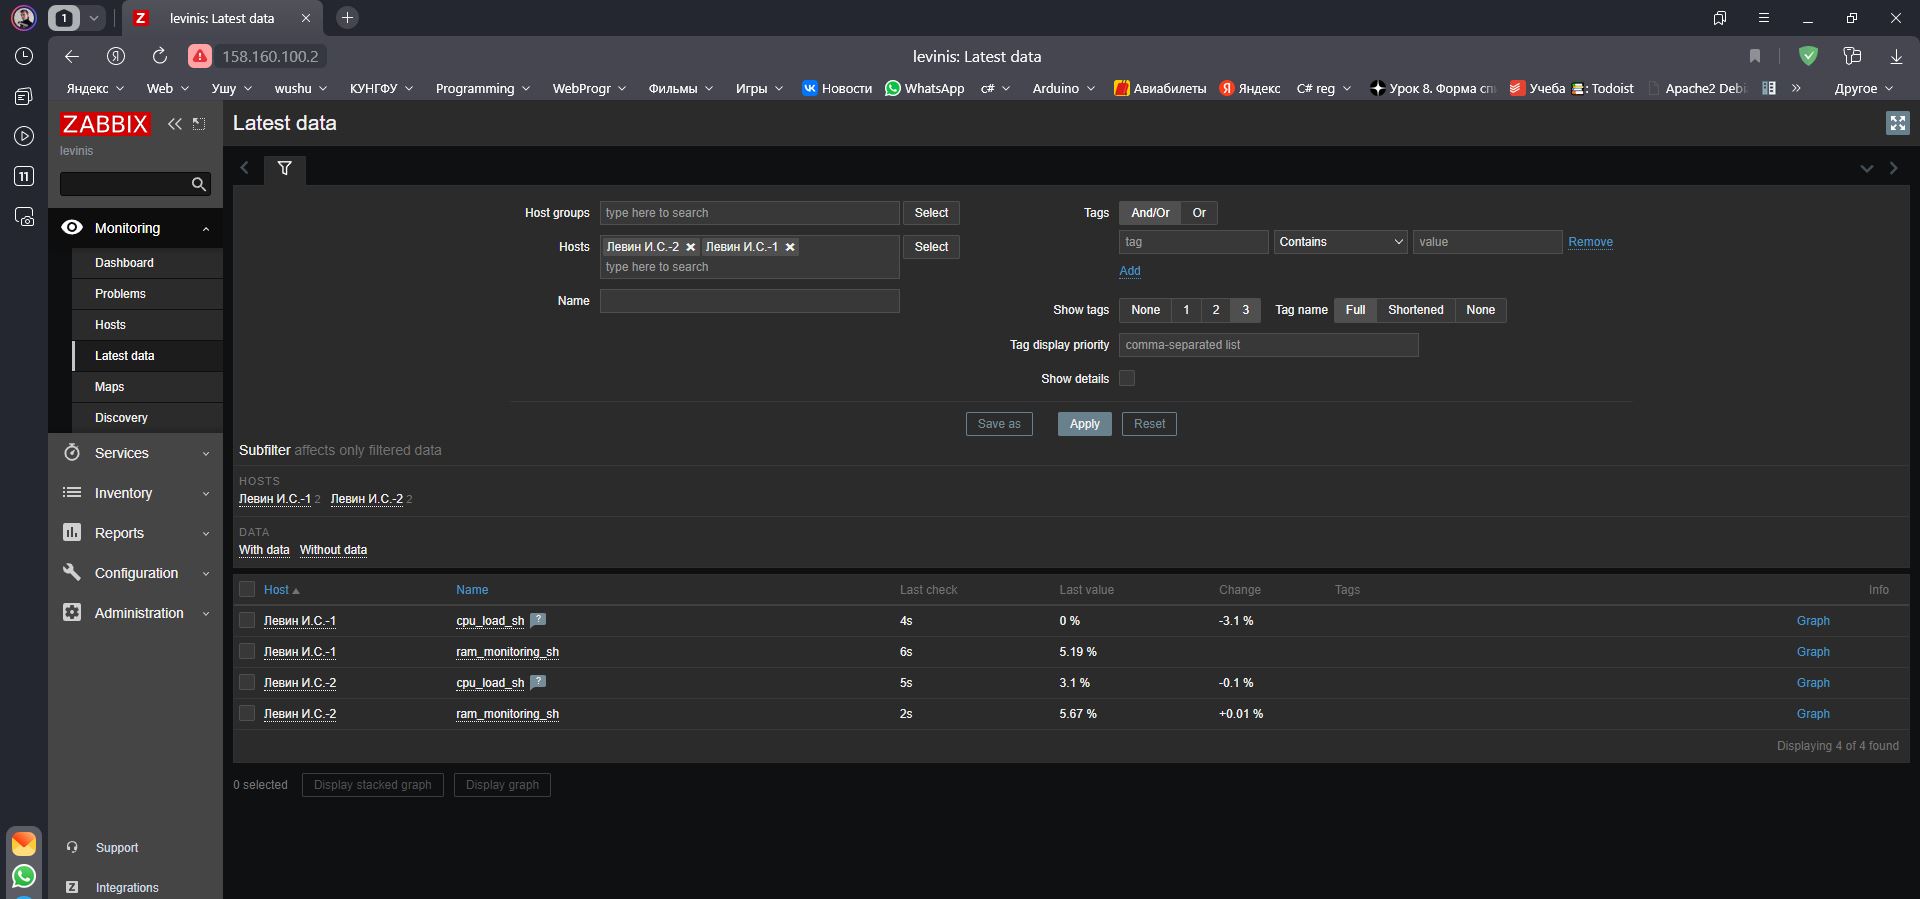 1
levinis: Latest data
158.160.100.2
levinis: Latest data
Яндекс Web Ушу wushu КУНГФУ Programming WebProgr Фильмы Игры Новости WhatsApp c# Arduino Авиабилеты Яндекс C# reg Урок 8. Форма Учеба : Todoist Apache2 Другое
11
ZABBIX
levinis
Monitoring
Dashboard
Problems
Hosts
Latest data
Maps
Discovery
Services
Inventory
Reports
Configuration
Administration
Support
Integrations
Latest data
Host groups type here to search Select
Hosts Левин И.С.-2 Левин И.С.-1 Select
type here to search
Name
Tags And/Or Or
tag Contains value Remove
Add
Show tags None 1 2 3 Tag name Full Shortened None
Tag display priority comma-separated list
Show details
Save as Apply Reset
Subfilter affects only filtered data
HOSTS
Левин И.С.-1 2 Левин И.С.-2 2
DATA
With data Without data
Host Name Last check Last value Change Tags Info
Левин И.С.-1 cpu_load_sh ? 4s 0 % -3.1 % Graph
Левин И.С.-1 ram_monitoring_sh 6s 5.19 % Graph
Левин И.С.-2 cpu_load_sh ? 5s 3.1 % -0.1 % Graph
Левин И.С.-2 ram_monitoring_sh 2s 5.67 % +0.01 % Graph
Displaying 4 of 4 found
0 selected Display stacked graph Display graph